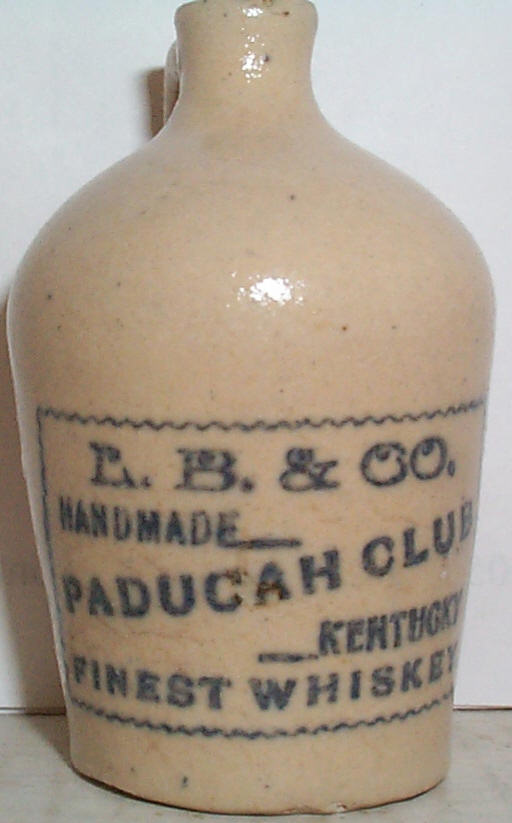 L. B. & CO.
HANDMADE
PADUCAH CLUB
KENTUCKY
FINEST WHISKEY